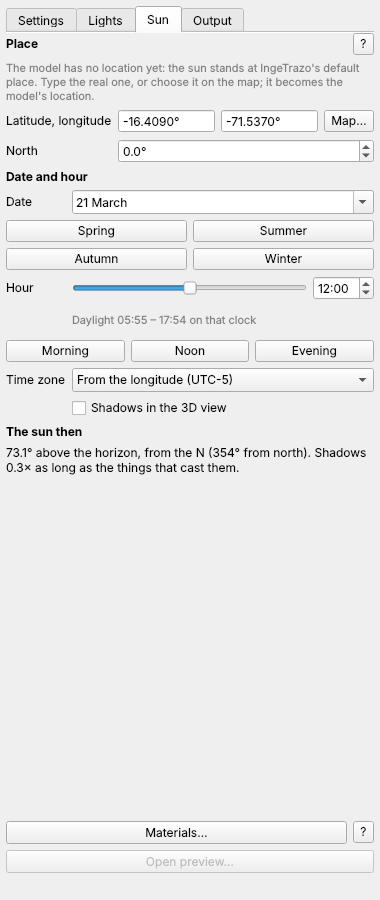 Settings Lights Sun Output
Place ?
The model has no location yet: the sun stands at IngeTrazo's default
place. Type the real one, or choose it on the map; it becomes the
model's location.
Latitude, longitude -16.4090° -71.5370° Map...
North 0.0°
Date and hour
Date 21 March
Spring Summer
Autumn Winter
Hour 12:00
Daylight 05:55 – 17:54 on that clock
Morning Noon Evening
Time zone From the longitude (UTC-5)
Shadows in the 3D view
The sun then
73.1° above the horizon, from the N (354° from north). Shadows
0.3× as long as the things that cast them.
Materials... ?
Open preview...